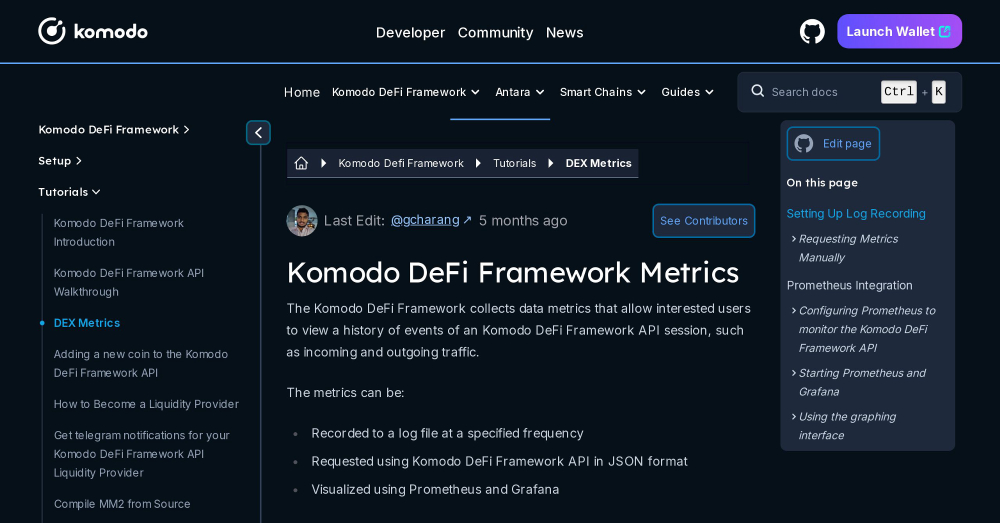 komodo
Developer Community News
Launch Wallet
Home Komodo DeFi Framework Antara Smart Chains Guides
Search docs Ctrl + K
Komodo DeFi Framework
Setup
Tutorials
Komodo DeFi Framework
Introduction
Komodo DeFi Framework API
Walkthrough
DEX Metrics
Adding a new coin to the Komodo
DeFi Framework API
How to Become a Liquidity Provider
Get telegram notifications for your
Komodo DeFi Framework API
Liquidity Provider
Compile MM2 from Source
Komodo Defi Framework Tutorials DEX Metrics
Last Edit: @gcharang ↗ 5 months ago
See Contributors
Komodo DeFi Framework Metrics
The Komodo DeFi Framework collects data metrics that allow interested users
to view a history of events of an Komodo DeFi Framework API session, such
as incoming and outgoing traffic.
The metrics can be:
• Recorded to a log file at a specified frequency
• Requested using Komodo DeFi Framework API in JSON format
• Visualized using Prometheus and Grafana
Edit page
On this page
Setting Up Log Recording
Requesting Metrics
Manually
Prometheus Integration
Configuring Prometheus to
monitor the Komodo DeFi
Framework API
Starting Prometheus and
Grafana
Using the graphing
interface